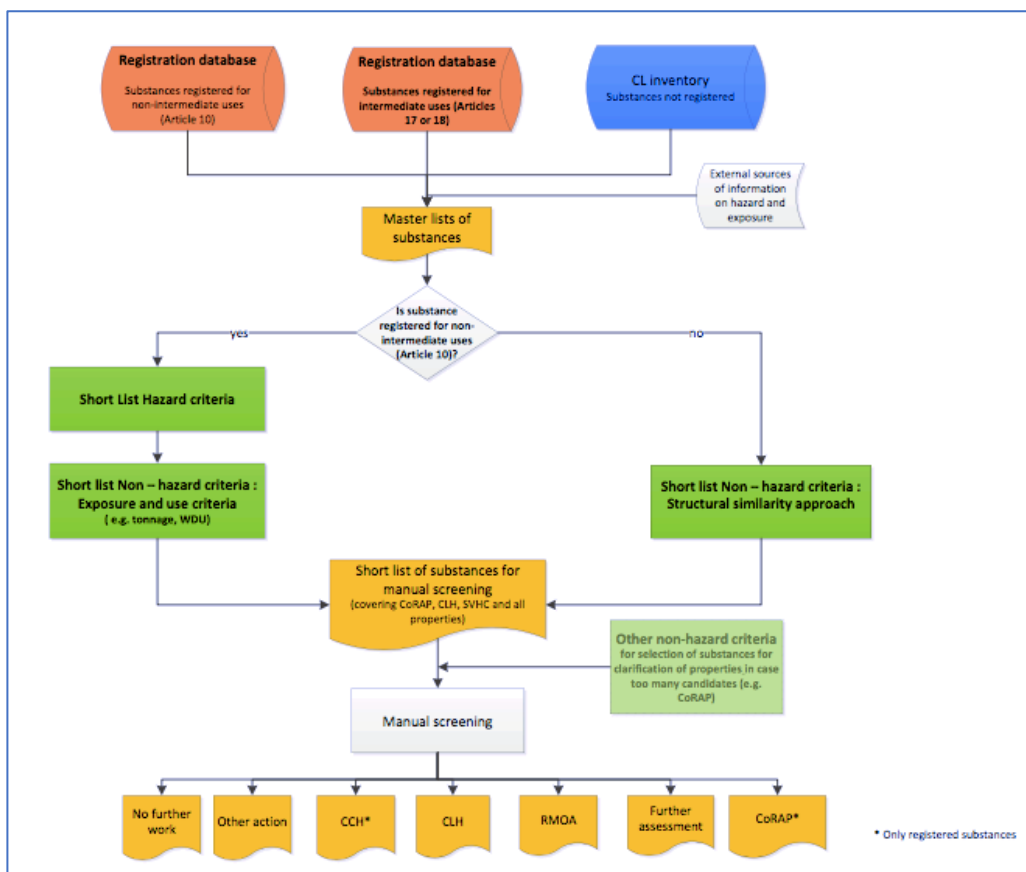 Registration database
Substances registered for
non-intermediate uses
(Article 10)
Registration database
Substances registered for
intermediate uses (Articles
17 or 18)
CL inventory
Substances not registered
External sources
of information
on hazard and
exposure
Master lists of
substances
Is substance
registered for non-
intermediate uses
(Article 10)?
yes
no
Short List Hazard criteria
Short list Non – hazard criteria :
Exposure and use criteria
( e.g. tonnage, WDU)
Short list Non – hazard criteria :
Structural similarity approach
Short list of substances for
manual screening
(covering CoRAP, CLH, SVHC and all
properties)
Other non-hazard criteria
for selection of substances for
clarification of properties in case
too many candidates (e.g.
CoRAP)
Manual screening
No further
work
Other action
CCH*
CLH
RMOA
Further
assessment
CoRAP*
* Only registered substances